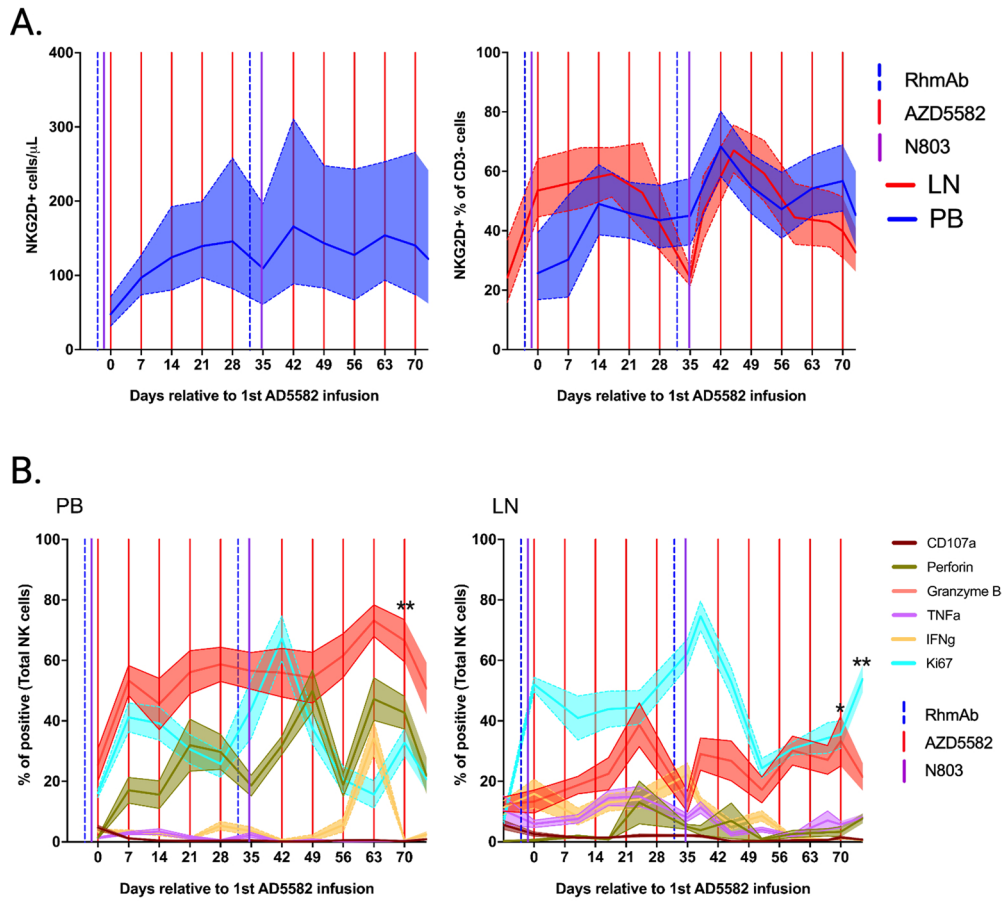 A.
NKG2D+ cells/µL
400
300
200
100
0
0 7 14 21 28 35 42 49 56 63 70
Days relative to 1st AD5582 infusion
NKG2D+ % of CD3- cells
100
80
60
40
20
0
0 7 14 21 28 35 42 49 56 63 70
Days relative to 1st AD5582 infusion
RhmAb
AZD5582
N803
LN
PB
B.
PB
% of positive (Total NK cells)
100
80
60
40
20
0
**
0 7 14 21 28 35 42 49 56 63 70
Days relative to 1st AD5582 infusion
LN
% of positive (Total NK cells)
100
80
60
40
20
0
*
**
0 7 14 21 28 35 42 49 56 63 70
Days relative to 1st AD5582 infusion
CD107a
Perforin
Granzyme B
TNFa
IFNg
Ki67
RhmAb
AZD5582
N803